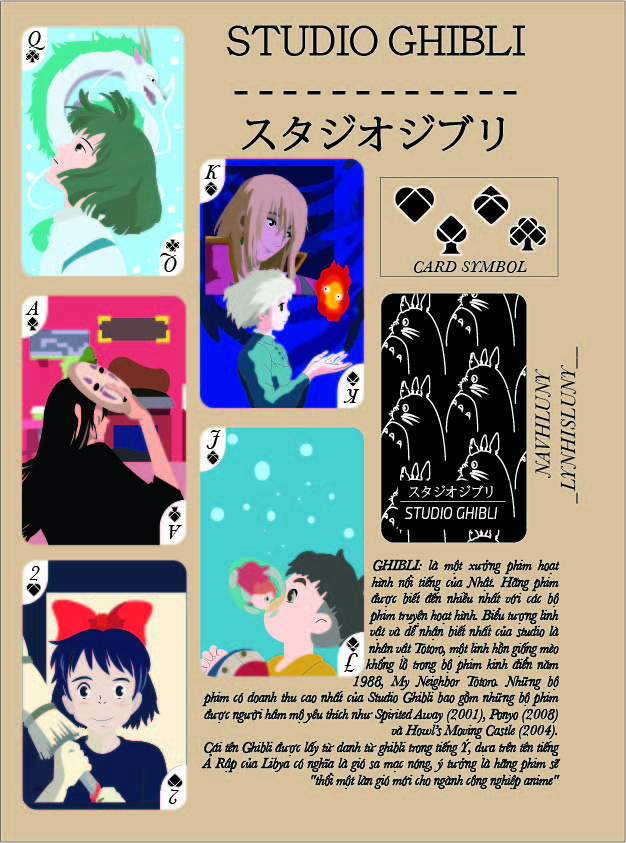 STUDIO GHIBLI
スタジオジブリ
Q
Q
K
K
CARD SYMBOL
A
A
NAVHLUNY
_LYNHISLUNY__
スタジオジブリ
STUDIO GHIBLI
J
J
2
2
GHIBLI: là một xưởng phim hoạt
hình nổi tiếng của Nhật. Hãng phim
được biết đến nhiều nhất với các bộ
phim truyện hoạt hình. Biểu tượng linh
vật và dễ nhận biết nhất của studio là
nhân vật Totoro, một linh hồn giống mèo
khổng lồ trong bộ phim kinh điển năm
1988, My Neighbor Totoro. Những bộ
phim có doanh thu cao nhất của Studio Ghibli bao gồm những bộ phim
được người hâm mộ yêu thích như Spirited Away (2001), Ponyo (2008)
và Howl's Moving Castle (2004).
Cái tên Ghibli được lấy từ danh từ ghibli trong tiếng Ý, dựa trên tên tiếng
Ả Rập của Libya có nghĩa là gió sa mạc nóng, ý tưởng là hãng phim sẽ
"thổi một làn gió mới cho ngành công nghiệp anime"